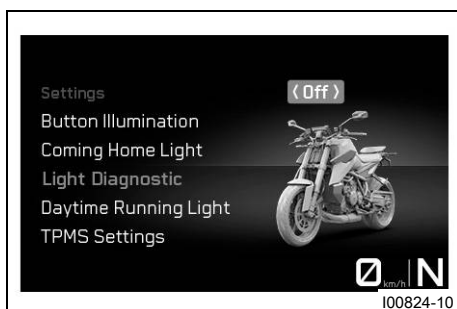 Settings
‹ Off ›
Button Illumination
Coming Home Light
Light Diagnostic
Daytime Running Light
TPMS Settings
0 km/h N
I00824-10